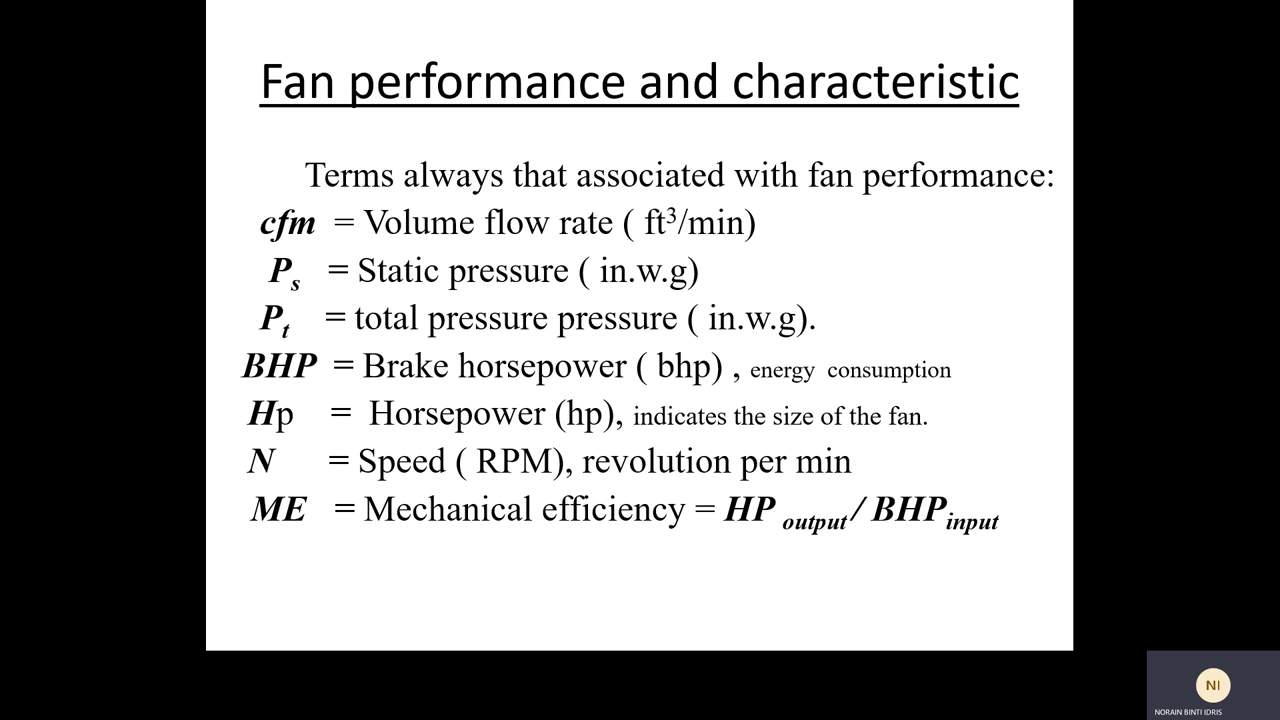 Fan performance and characteristic
Terms always that associated with fan performance:
cfm = Volume flow rate ( ft³/min)
Ps = Static pressure ( in.w.g)
Pt = total pressure pressure ( in.w.g).
BHP = Brake horsepower ( bhp) , energy consumption
Hp = Horsepower (hp), indicates the size of the fan.
N = Speed ( RPM), revolution per min
ME = Mechanical efficiency = HP output / BHPinput
NI
NORAIN BINTI IDRIS